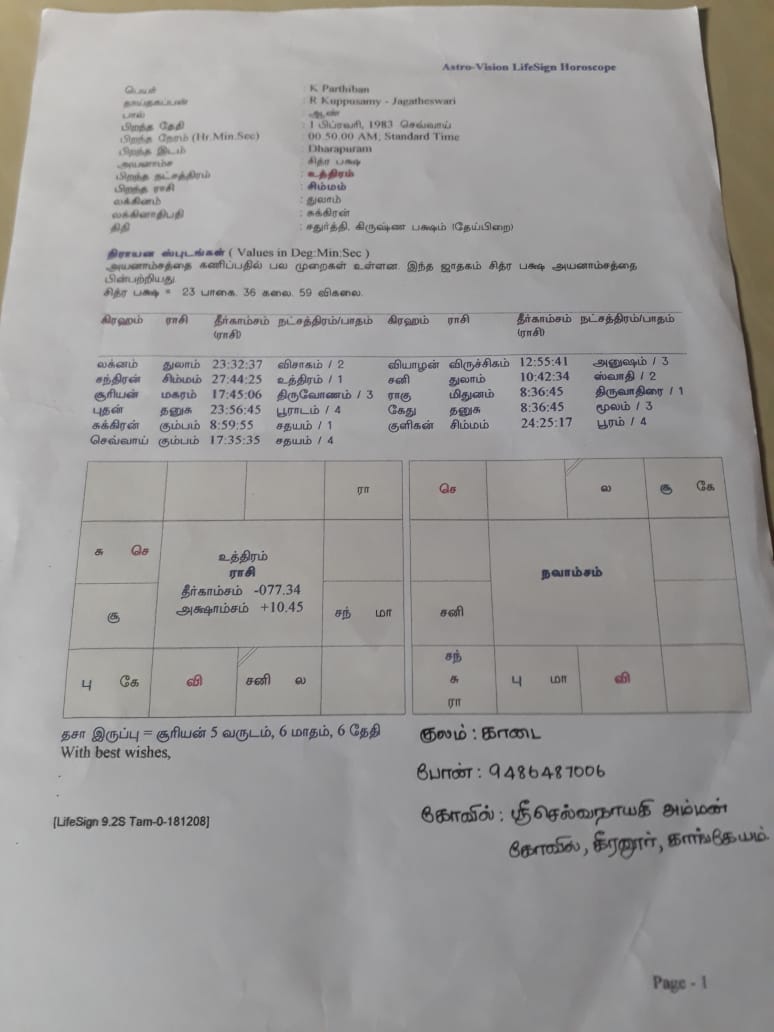 Astro-Vision LifeSign Horoscope
பெயர் : K Parthiban
தாய்/தகப்பன் : R Kuppusamy - Jagatheswari
பால் : ஆண்
பிறந்த தேதி : 1 பிப்ரவரி, 1983 செவ்வாய்
பிறந்த நேரம் (Hr.Min.Sec) : 00.50.00 AM; Standard Time
பிறந்த இடம் : Dharapuram
அயனாம்ச : சித்ர பக்ஷ
பிறந்த நட்சத்திரம் : உத்திரம்
பிறந்த ராசி : சிம்மம்
லக்கினம் : துலாம்
லக்கினாதிபதி : சுக்கிரன்
திதி : சதுர்த்தி, கிருஷ்ண பக்ஷம் (தேய்பிறை)
நிராயன ஸ்புடங்கள் ( Values in Deg:Min:Sec )
அயனாம்சத்தை கணிப்பதில் பல முறைகள் உள்ளன. இந்த ஜாதகம் சித்ர பக்ஷ அயனாம்சத்தை
பின்பற்றியது.
சித்ர பக்ஷ = 23 பாகை. 36 கலை. 59 விகலை.
கிரஹம் ராசி தீர்காம்சம் நட்சத்திரம்/பாதம் கிரஹம் ராசி தீர்காம்சம் நட்சத்திரம்/பாதம்
(ராசி) (ராசி)
லக்னம் துலாம் 23:32:37 விசாகம் / 2 வியாழன் விருச்சிகம் 12:55:41 அனுஷம் / 3
சந்திரன் சிம்மம் 27:44:25 உத்திரம் / 1 சனி துலாம் 10:42:34 ஸ்வாதி / 2
சூரியன் மகரம் 17:45:06 திருவோணம் / 3 ராகு மிதுனம் 8:36:45 திருவாதிரை / 1
புதன் தனுசு 23:56:45 பூராடம் / 4 கேது தனுசு 8:36:45 மூலம் / 3
சுக்கிரன் கும்பம் 8:59:55 சதயம் / 1 குளிகன் சிம்மம் 24:25:17 பூரம் / 4
செவ்வாய் கும்பம் 17:35:35 சதயம் / 4
ரா
செ ல சூ கே
சு செ
உத்திரம்
ராசி
தீர்காம்சம் -077.34
அக்ஷாம்சம் +10.45
நவாம்சம்
சூ சந் மா
சனி
பு கே வி சனி ல
சந்
சு
ரா
பு மா வி
தசா இருப்பு = சூரியன் 5 வருடம், 6 மாதம், 6 தேதி
With best wishes,
.
.
[LifeSign 9.2S Tam-0-181208]
குலம் : காடை
போண் : 9486487006
கோவில் : ஸ்ரீசெல்வநாயகி அம்மன்
கோவில, கீரனூர், காங்கேயம்.
Page - 1